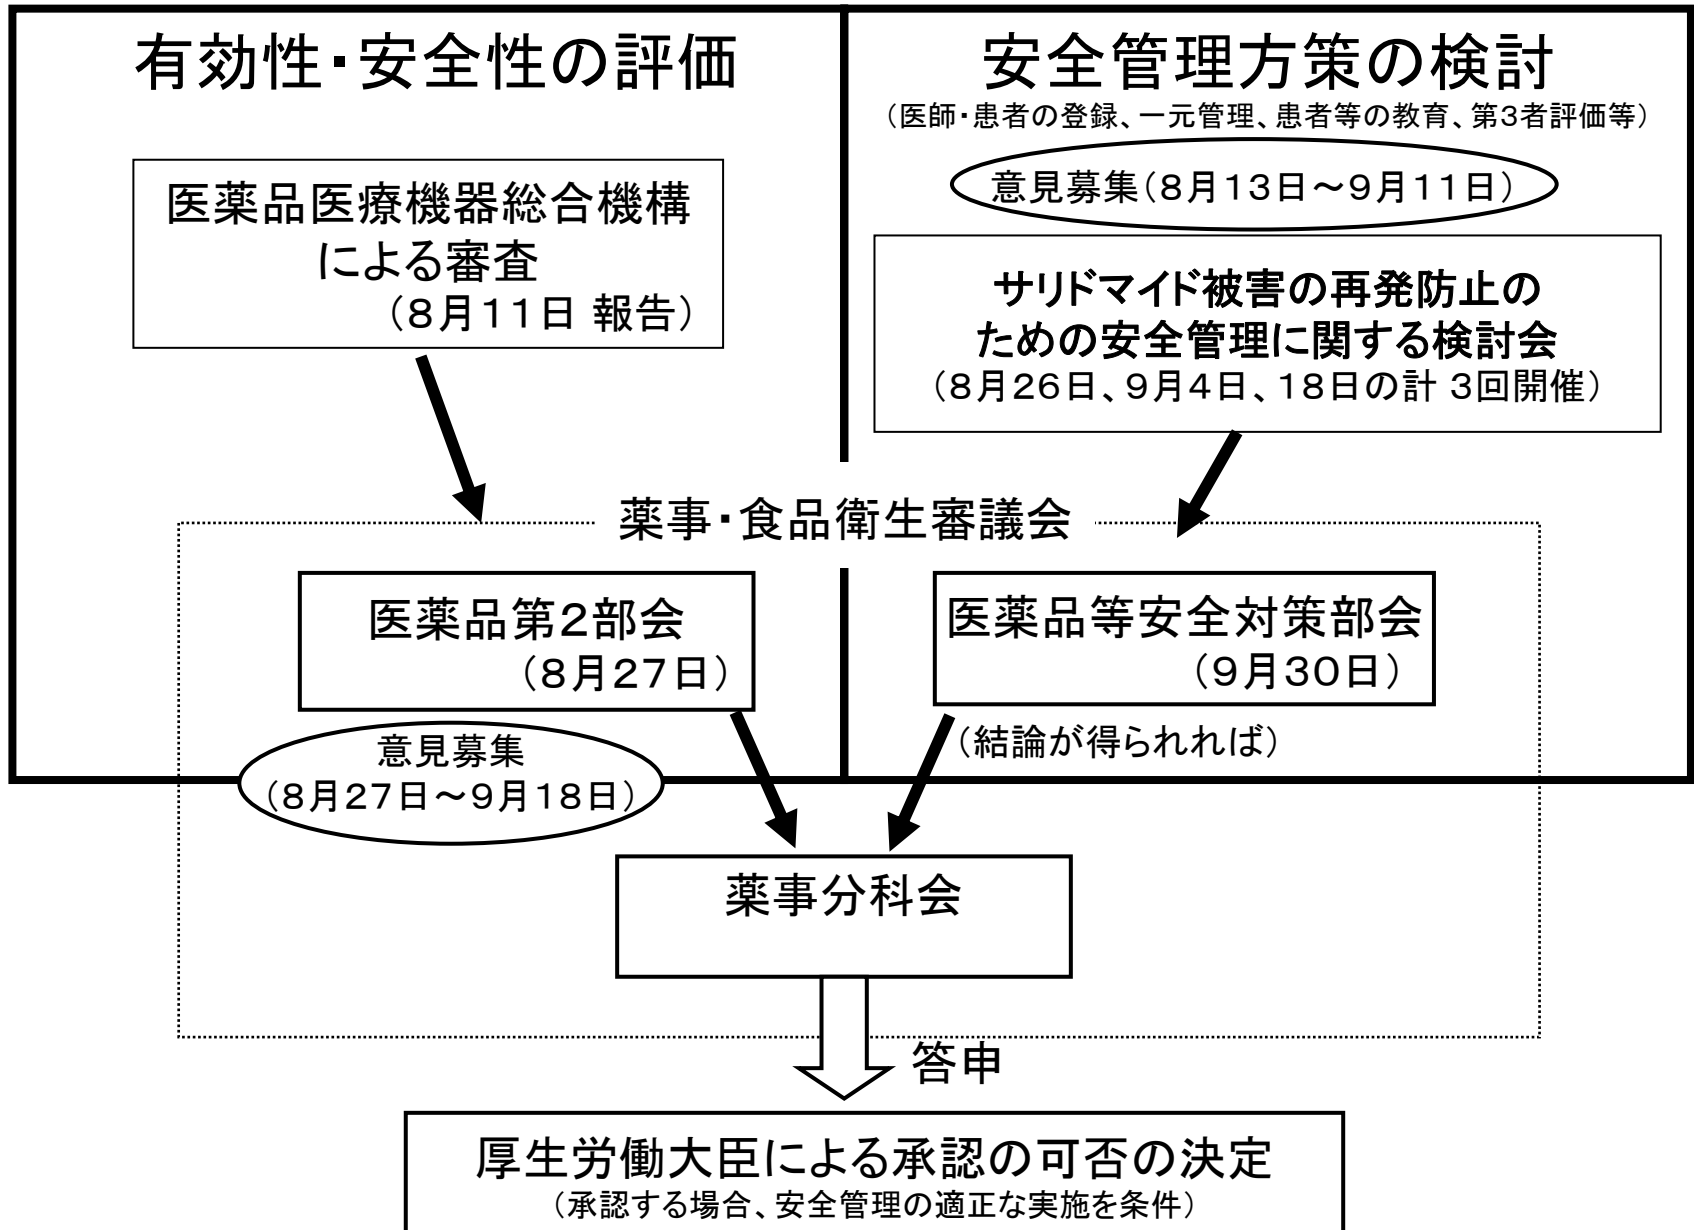 有効性・安全性の評価
医薬品医療機器総合機構
による審査
(8月11日 報告)
安全管理方策の検討
(医師・患者の登録、一元管理、患者等の教育、第3者評価等)
意見募集(8月13日～9月11日)
サリドマイド被害の再発防止の
ための安全管理に関する検討会
(8月26日、9月4日、18日の計 3回開催)
薬事・食品衛生審議会
医薬品第2部会
(8月27日)
意見募集
(8月27日～9月18日)
医薬品等安全対策部会
(9月30日)
(結論が得られれば)
薬事分科会
答申
厚生労働大臣による承認の可否の決定
(承認する場合、安全管理の適正な実施を条件)